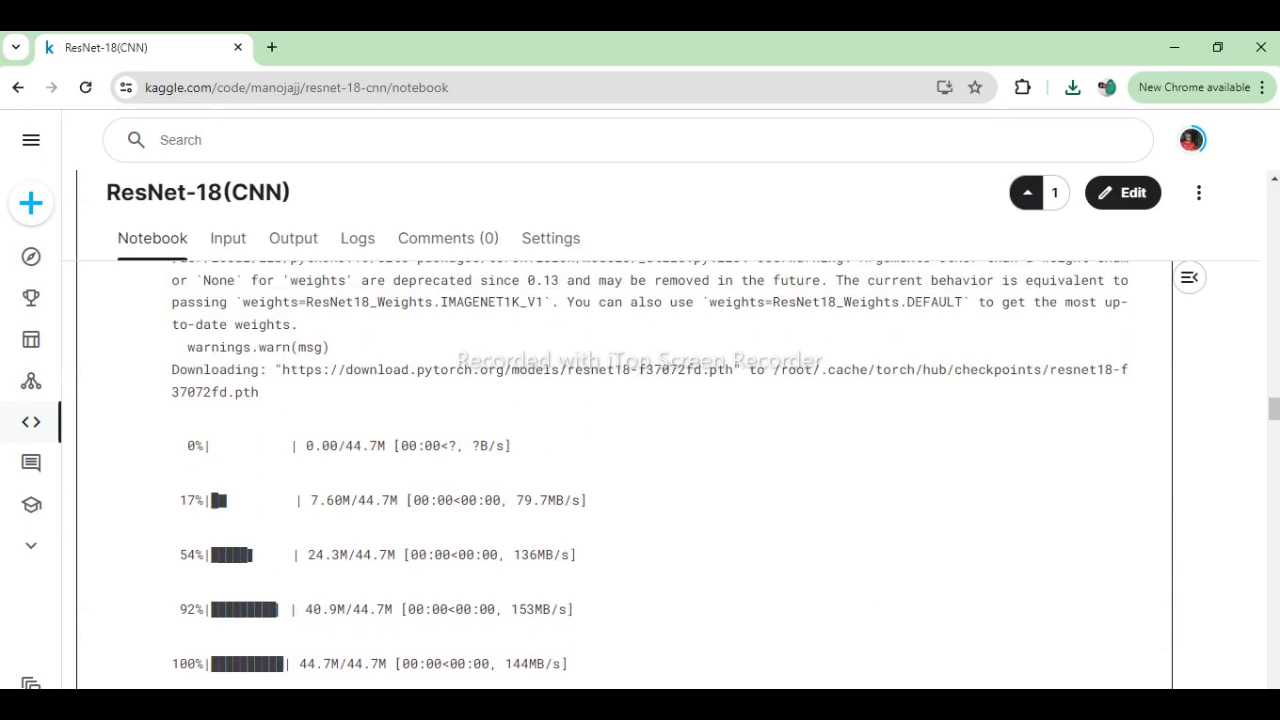 ResNet-18(CNN)
kaggle.com/code/manojajj/resnet-18-cnn/notebook
New Chrome available
Search
ResNet-18(CNN)
1
Edit
Notebook Input Output Logs Comments (0) Settings
or `None` for 'weights' are deprecated since 0.13 and may be removed in the future. The current behavior is equivalent to
passing `weights=ResNet18_Weights.IMAGENET1K_V1`. You can also use `weights=ResNet18_Weights.DEFAULT` to get the most up-
to-date weights.
warnings.warn(msg)
Recorded with iTop Screen Recorder
Downloading: "https://download.pytorch.org/models/resnet18-f37072fd.pth" to /root/.cache/torch/hub/checkpoints/resnet18-f
37072fd.pth
0%| | 0.00/44.7M [00:00<?, ?B/s]
17%|█▋ | 7.60M/44.7M [00:00<00:00, 79.7MB/s]
54%|█████▍ | 24.3M/44.7M [00:00<00:00, 136MB/s]
92%|█████████▏| 40.9M/44.7M [00:00<00:00, 153MB/s]
100%|██████████| 44.7M/44.7M [00:00<00:00, 144MB/s]